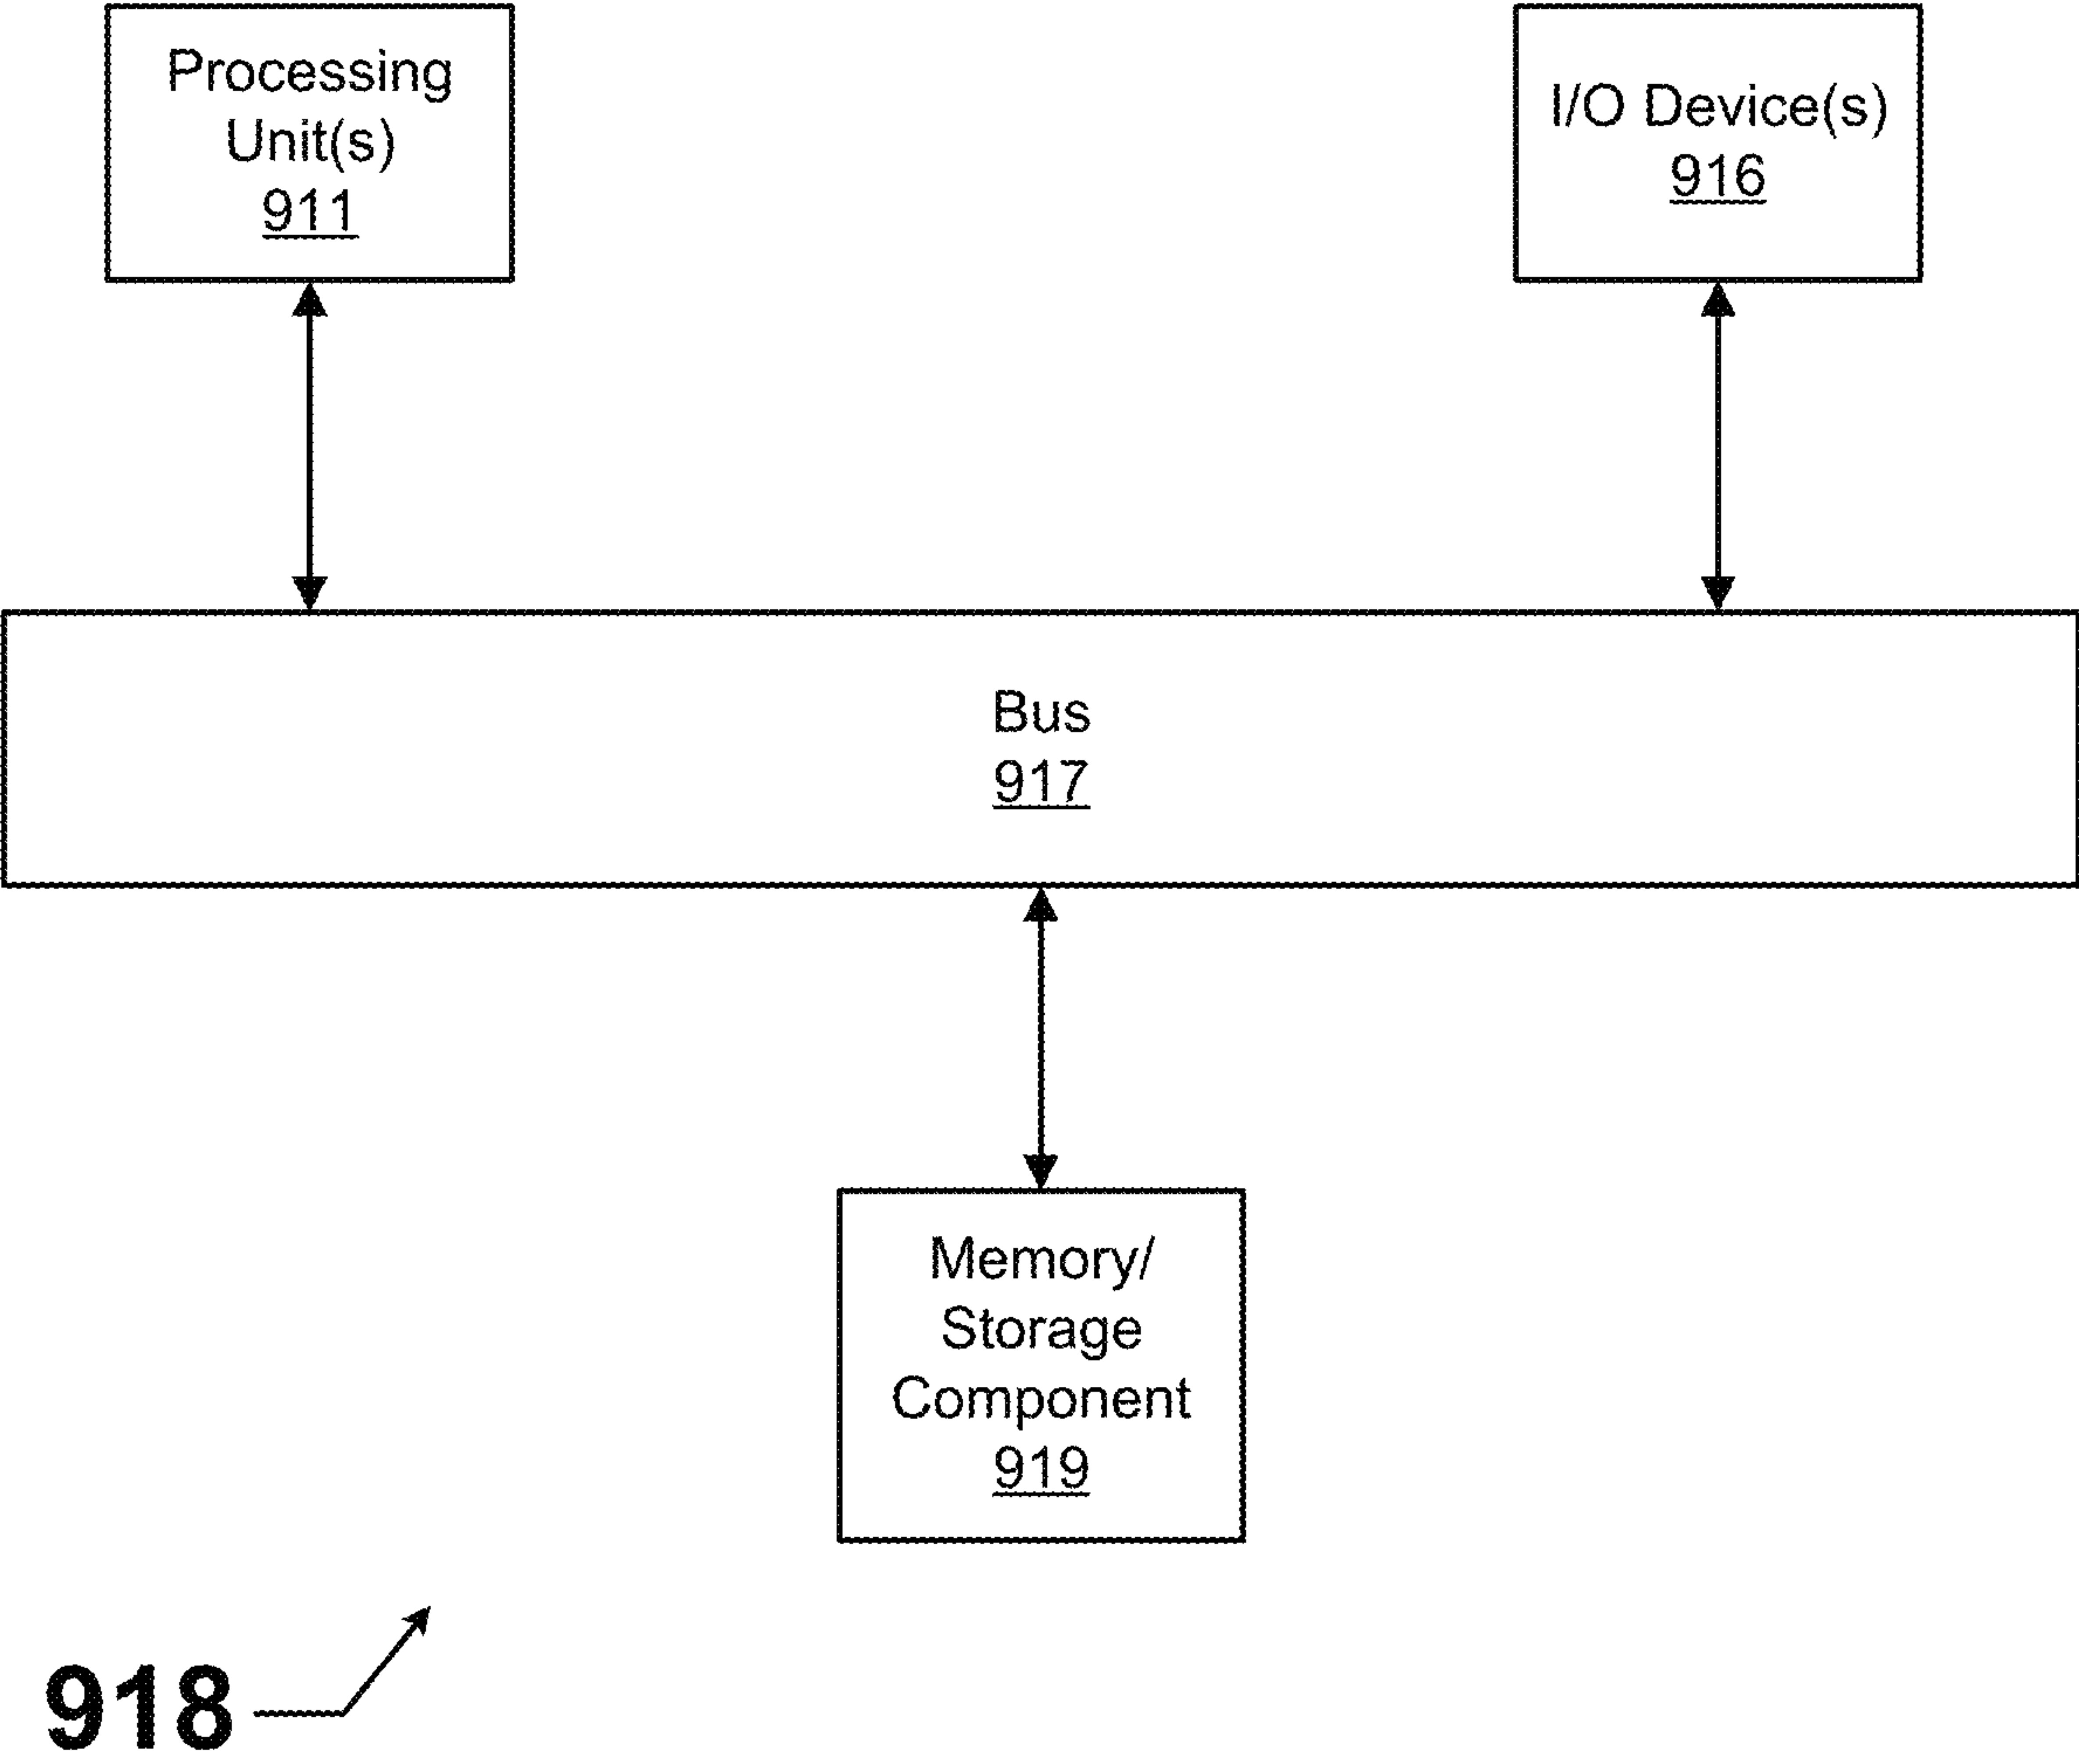 Processing
Unit(s)
911
I/O Device(s)
916
Bus
917
Memory/
Storage
Component
919
918